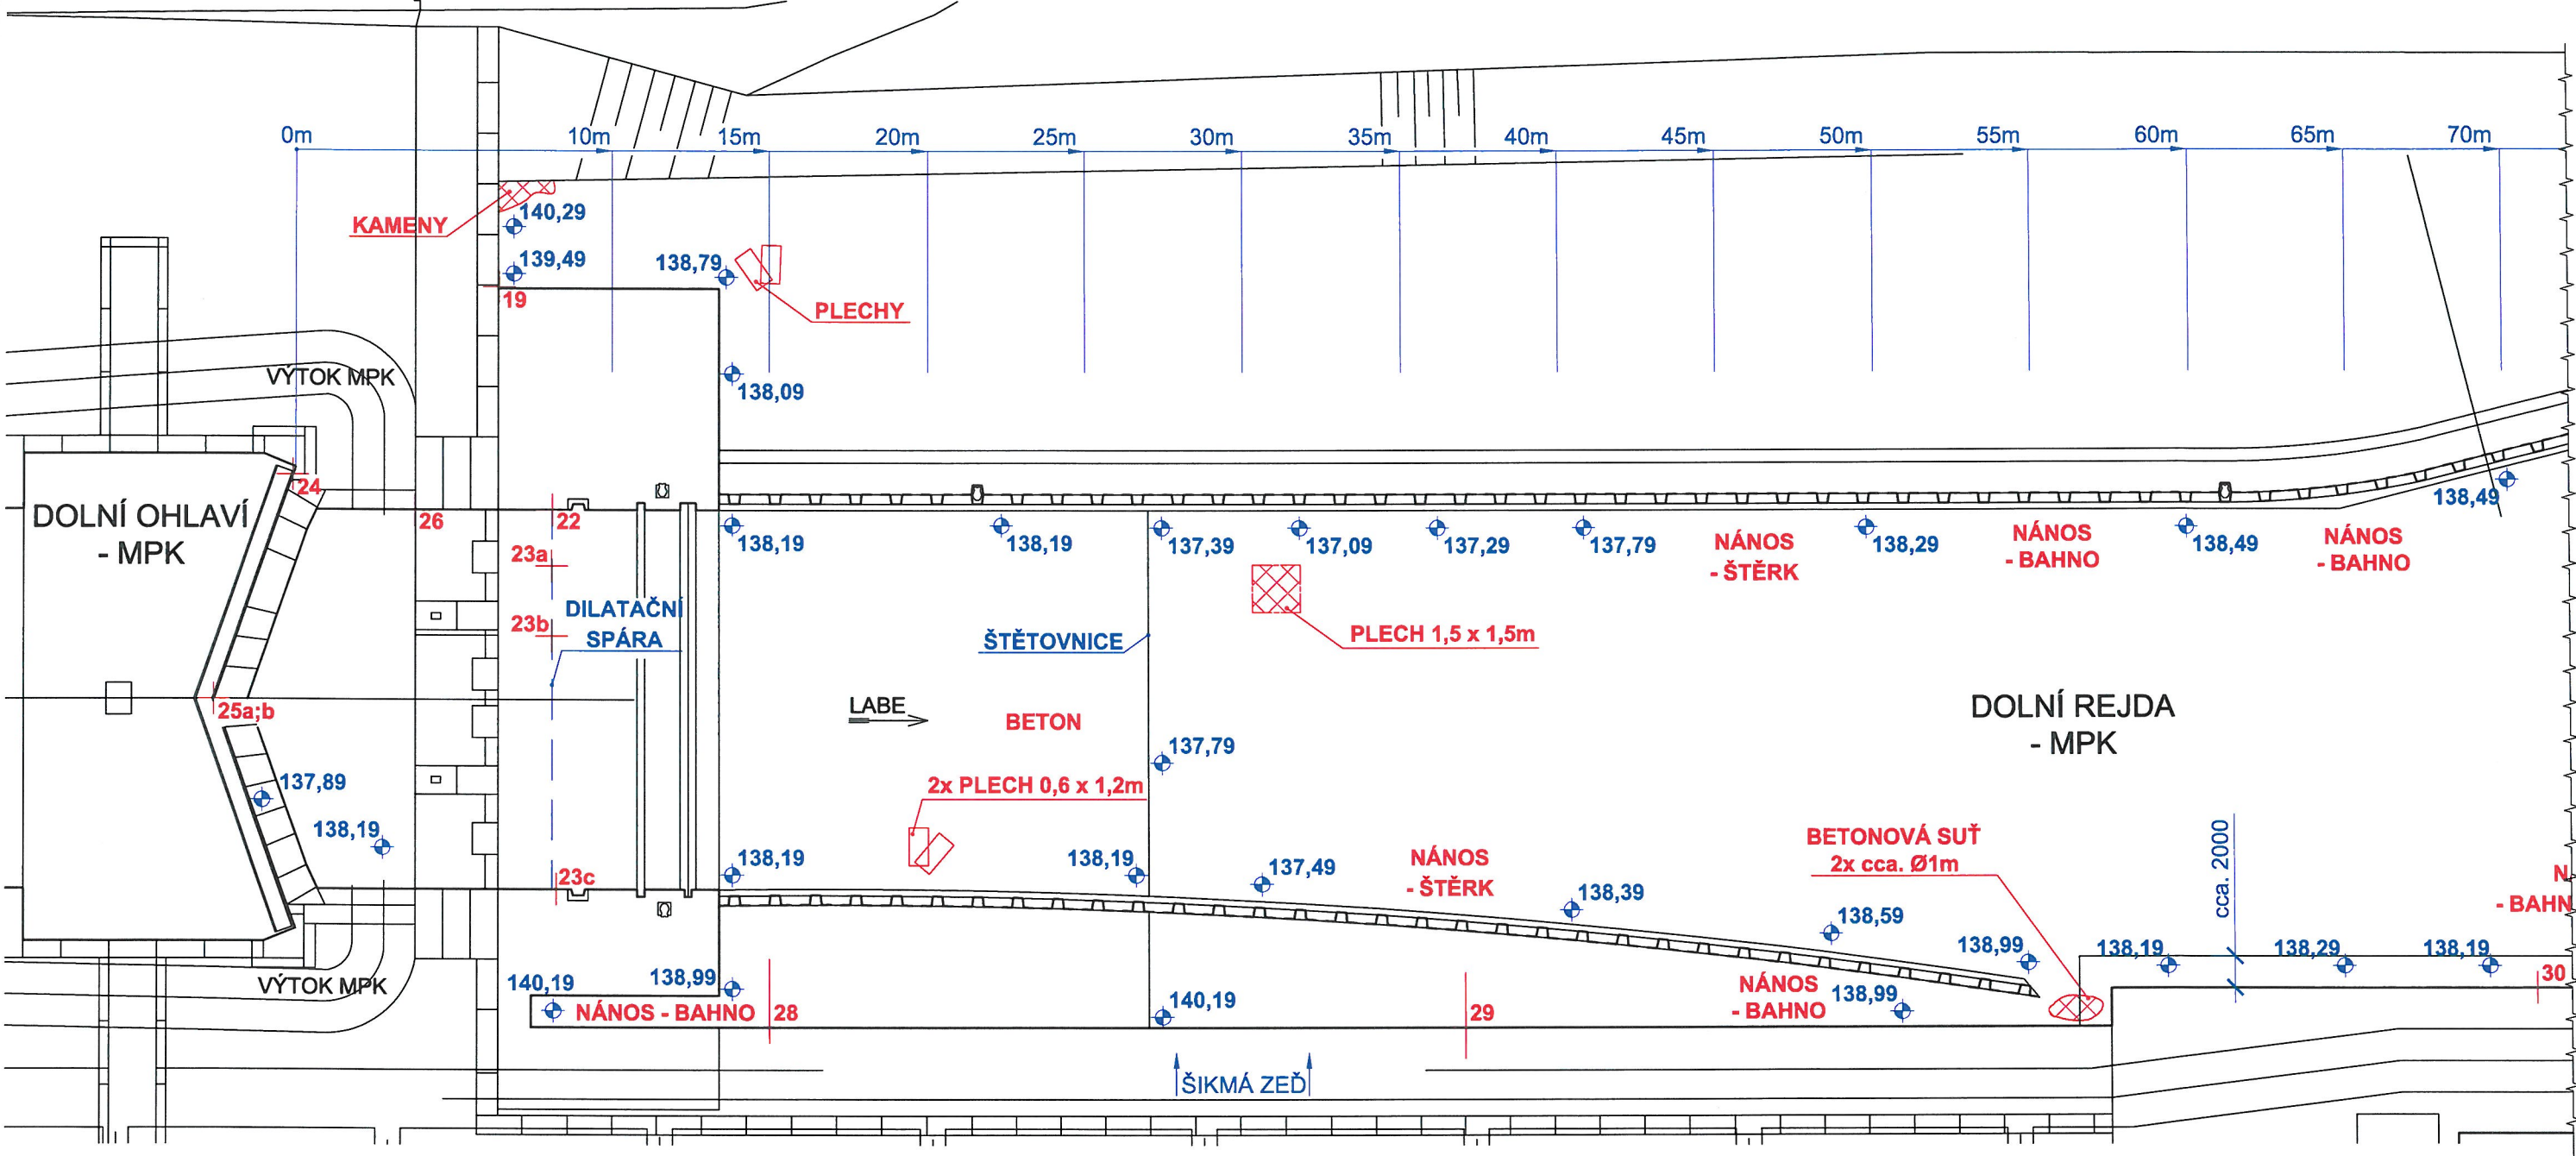 0m
10m
15m
20m
25m
30m
35m
40m
45m
50m
55m
60m
65m
70m
KAMENY
140,29
139,49
138,79
19
PLECHY
VÝTOK MPK
138,09
DOLNÍ OHLAVÍ
- MPK
24
26
22
138,19
138,19
137,39
137,09
137,29
137,79
NÁNOS
- ŠTĚRK
138,29
NÁNOS
- BAHNO
138,49
NÁNOS
- BAHNO
138,49
23a
23b
DILATAČNÍ
SPÁRA
ŠTĚTOVNICE
PLECH 1,5 x 1,5m
25a;b
LABE
BETON
137,79
DOLNÍ REJDA
- MPK
137,89
138,19
2x PLECH 0,6 x 1,2m
23c
138,19
138,19
137,49
NÁNOS
- ŠTĚRK
138,39
BETONOVÁ SUŤ
2x cca. Ø1m
138,59
138,99
cca. 2000
138,19
138,29
138,19
N
- BAHN
30
VÝTOK MPK
140,19
138,99
NÁNOS - BAHNO
28
140,19
29
NÁNOS
- BAHNO
138,99
ŠIKMÁ ZEĎ